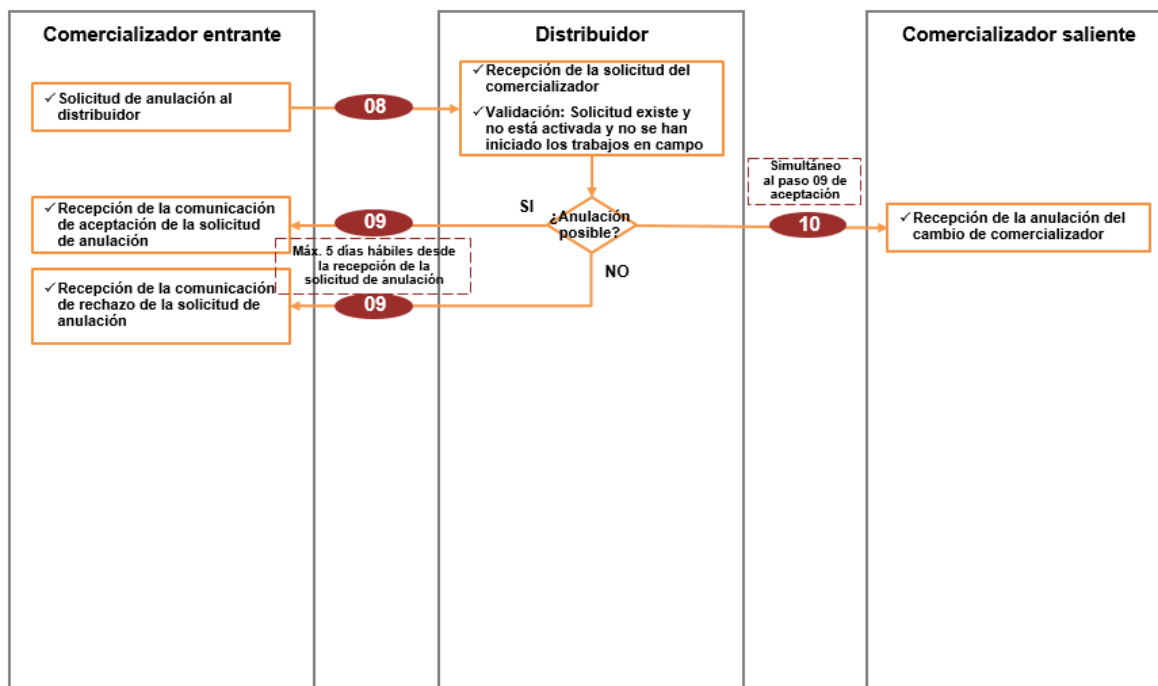 Comercializador entrante
Distribuidor
Comercializador saliente
✓ Solicitud de anulación al
distribuidor
08
✓ Recepción de la solicitud del
comercializador
✓ Validación: Solicitud existe y
no está activada y no se han
iniciado los trabajos en campo
Simultáneo
al paso 09 de
aceptación
✓ Recepción de la comunicación
de aceptación de la solicitud
de anulación
09
SI
¿Anulación
posible?
10
✓ Recepción de la anulación del
cambio de comercializador
Máx. 5 días hábiles desde
la recepción de la
solicitud de anulación
NO
✓ Recepción de la comunicación
de rechazo de la solicitud de
anulación
09